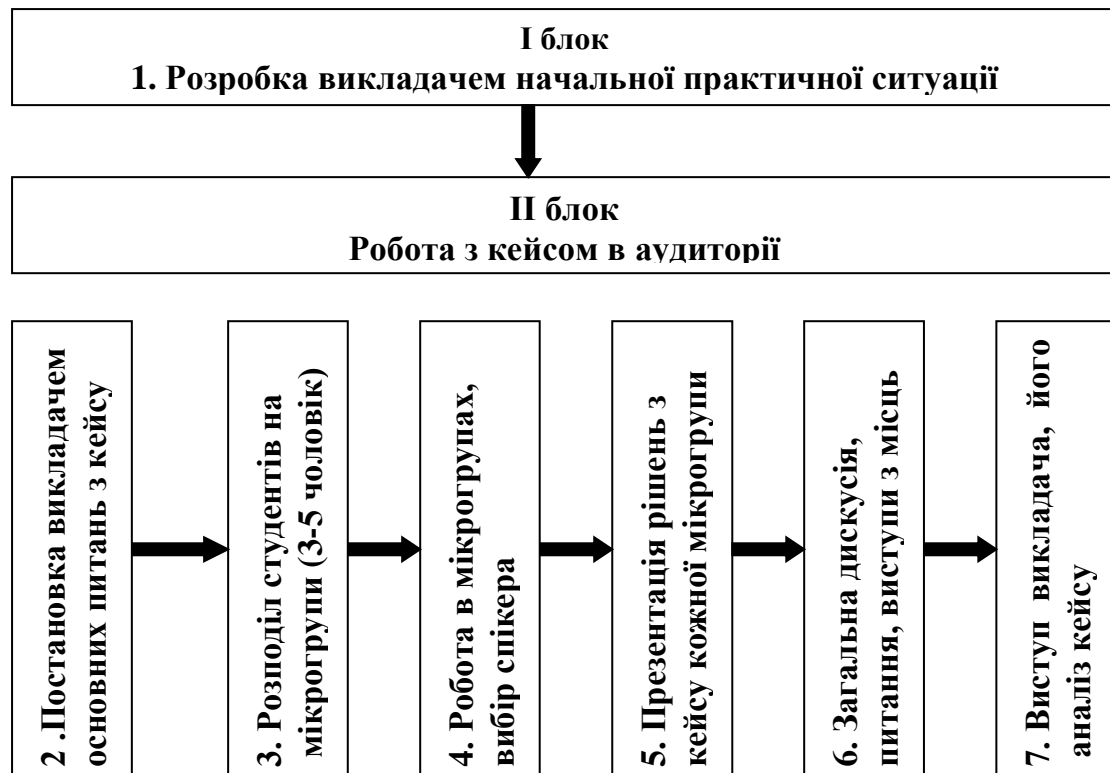 I блок
1. Розробка викладачем начальної практичної ситуації
II блок
Робота з кейсом в аудиторії
2 .Постановка викладачем
основних питань з кейсу
3. Розподіл студентів на
мікрогрупи (3-5 чоловік)
4. Робота в мікрогрупах,
вибір спікера
5. Презентація рішень з
кейсу кожної мікрогрупи
6. Загальна дискусія,
питання, виступи з місць
7. Виступ викладача, його
аналіз кейсу